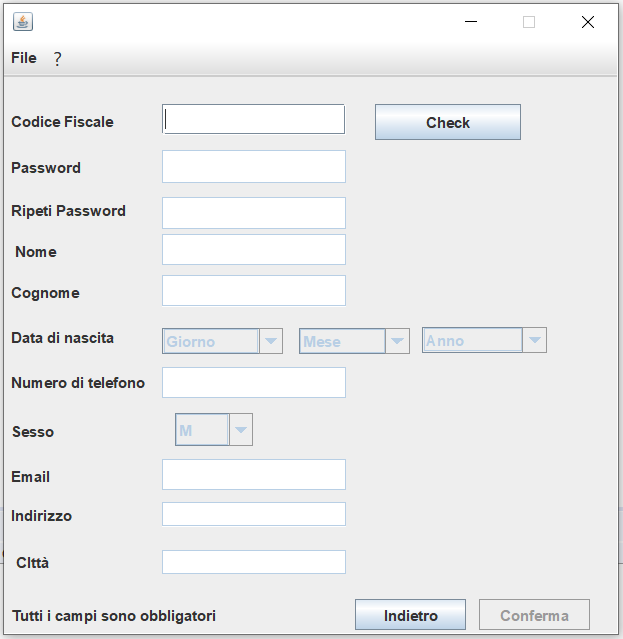 File ?
Codice Fiscale Check
Password
Ripeti Password
Nome
Cognome
Data di nascita Giorno Mese Anno
Numero di telefono
Sesso M
Email
Indirizzo
CIttà
Tutti i campi sono obbligatori Indietro Conferma